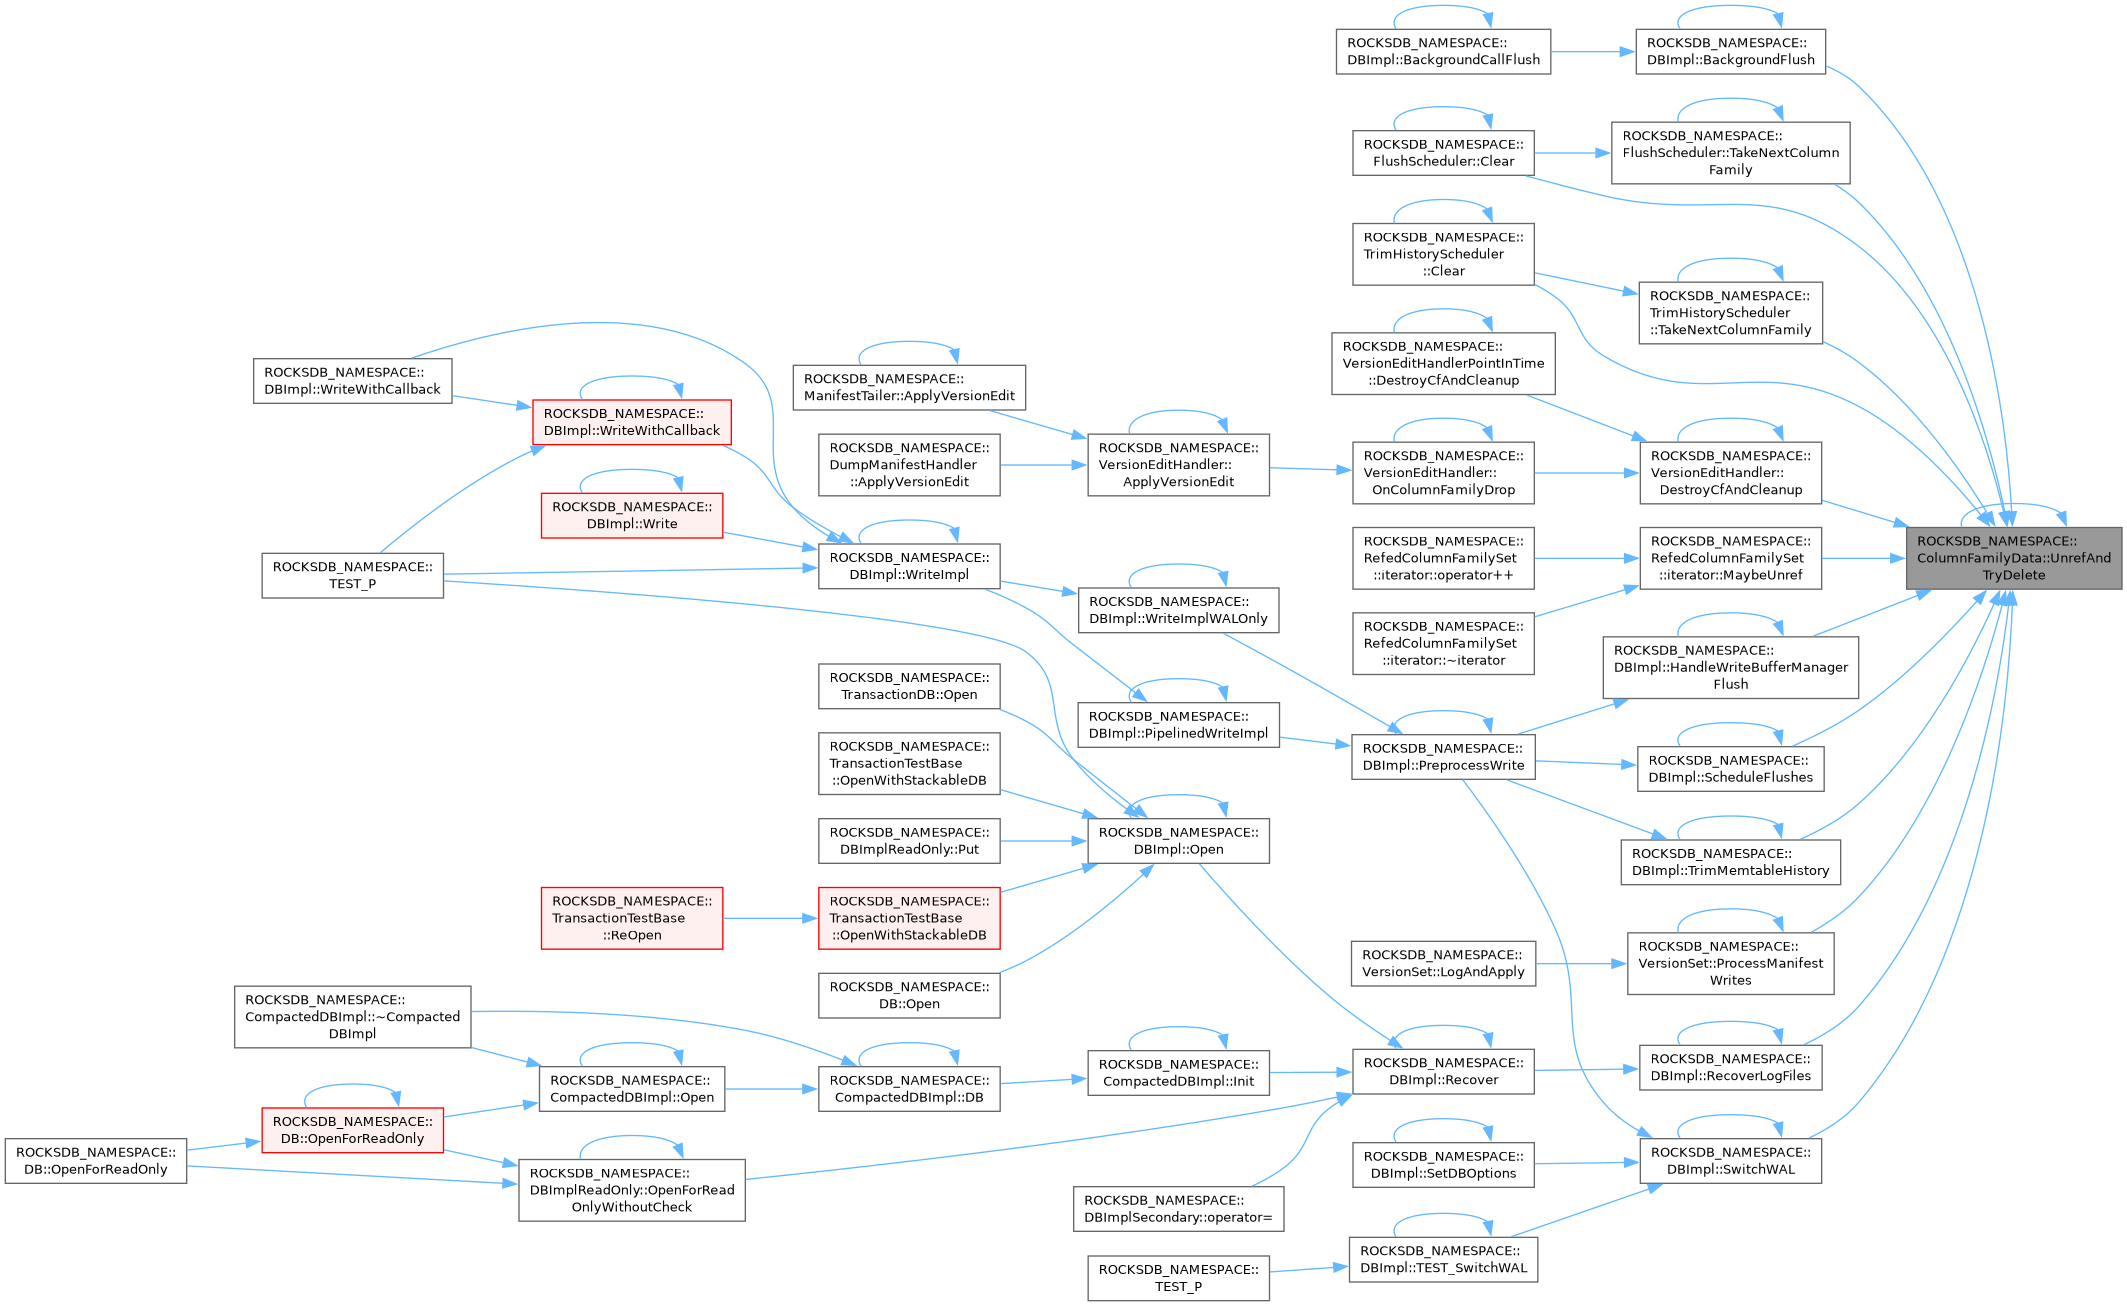 ROCKSDB_NAMESPACE::
DBImpl::BackgroundCallFlush
ROCKSDB_NAMESPACE::
DBImpl::BackgroundFlush
ROCKSDB_NAMESPACE::
FlushScheduler::Clear
ROCKSDB_NAMESPACE::
FlushScheduler::TakeNextColumn
Family
ROCKSDB_NAMESPACE::
TrimHistoryScheduler
::Clear
ROCKSDB_NAMESPACE::
TrimHistoryScheduler
::TakeNextColumnFamily
ROCKSDB_NAMESPACE::
VersionEditHandlerPointInTime
::DestroyCfAndCleanup
ROCKSDB_NAMESPACE::
DBImpl::WriteWithCallback
ROCKSDB_NAMESPACE::
DBImpl::WriteWithCallback
ROCKSDB_NAMESPACE::
ManifestTailer::ApplyVersionEdit
ROCKSDB_NAMESPACE::
DumpManifestHandler
::ApplyVersionEdit
ROCKSDB_NAMESPACE::
VersionEditHandler::
ApplyVersionEdit
ROCKSDB_NAMESPACE::
VersionEditHandler::
OnColumnFamilyDrop
ROCKSDB_NAMESPACE::
VersionEditHandler::
DestroyCfAndCleanup
ROCKSDB_NAMESPACE::
DBImpl::Write
ROCKSDB_NAMESPACE::
TEST_P
ROCKSDB_NAMESPACE::
DBImpl::WriteImpl
ROCKSDB_NAMESPACE::
RefedColumnFamilySet
::iterator::operator++
ROCKSDB_NAMESPACE::
RefedColumnFamilySet
::iterator::MaybeUnref
ROCKSDB_NAMESPACE::
ColumnFamilyData::UnrefAnd
TryDelete
ROCKSDB_NAMESPACE::
DBImpl::WriteImplWALOnly
ROCKSDB_NAMESPACE::
RefedColumnFamilySet
::iterator::~iterator
ROCKSDB_NAMESPACE::
DBImpl::HandleWriteBufferManager
Flush
ROCKSDB_NAMESPACE::
TransactionDB::Open
ROCKSDB_NAMESPACE::
DBImpl::PipelinedWriteImpl
ROCKSDB_NAMESPACE::
DBImpl::PreprocessWrite
ROCKSDB_NAMESPACE::
DBImpl::ScheduleFlushes
ROCKSDB_NAMESPACE::
TransactionTestBase
::OpenWithStackableDB
ROCKSDB_NAMESPACE::
DBImplReadOnly::Put
ROCKSDB_NAMESPACE::
DBImpl::Open
ROCKSDB_NAMESPACE::
DBImpl::TrimMemtableHistory
ROCKSDB_NAMESPACE::
TransactionTestBase
::ReOpen
ROCKSDB_NAMESPACE::
TransactionTestBase
::OpenWithStackableDB
ROCKSDB_NAMESPACE::
VersionSet::LogAndApply
ROCKSDB_NAMESPACE::
VersionSet::ProcessManifest
Writes
ROCKSDB_NAMESPACE::
DB::Open
ROCKSDB_NAMESPACE::
CompactedDBImpl::~Compacted
DBImpl
ROCKSDB_NAMESPACE::
CompactedDBImpl::Open
ROCKSDB_NAMESPACE::
CompactedDBImpl::DB
ROCKSDB_NAMESPACE::
CompactedDBImpl::Init
ROCKSDB_NAMESPACE::
DBImpl::Recover
ROCKSDB_NAMESPACE::
DBImpl::RecoverLogFiles
ROCKSDB_NAMESPACE::
DB::OpenForReadOnly
ROCKSDB_NAMESPACE::
DB::OpenForReadOnly
ROCKSDB_NAMESPACE::
DBImplReadOnly::OpenForRead
OnlyWithoutCheck
ROCKSDB_NAMESPACE::
DBImpl::SetDBOptions
ROCKSDB_NAMESPACE::
DBImpl::SwitchWAL
ROCKSDB_NAMESPACE::
DBImplSecondary::operator=
ROCKSDB_NAMESPACE::
DBImpl::TEST_SwitchWAL
ROCKSDB_NAMESPACE::
TEST_P